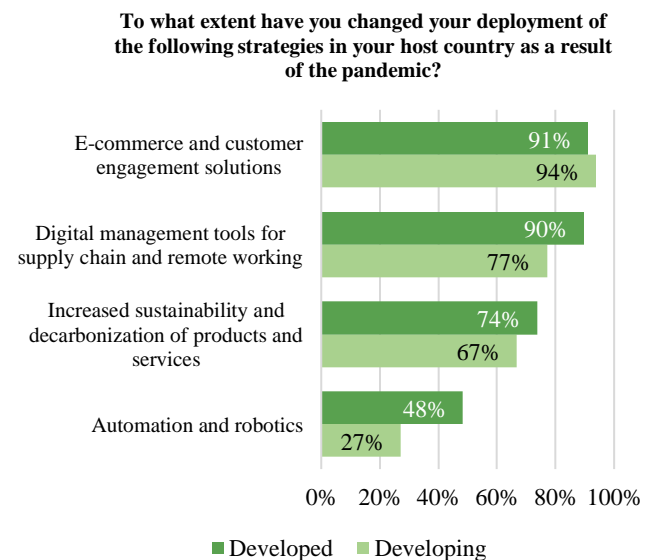 To what extent have you changed your deployment of
the following strategies in your host country as a result
of the pandemic?
E-commerce and customer
engagement solutions
91%
94%
Digital management tools for
supply chain and remote working
90%
77%
Increased sustainability and
decarbonization of products and
services
74%
67%
Automation and robotics
48%
27%
0% 20% 40% 60% 80% 100%
Developed Developing